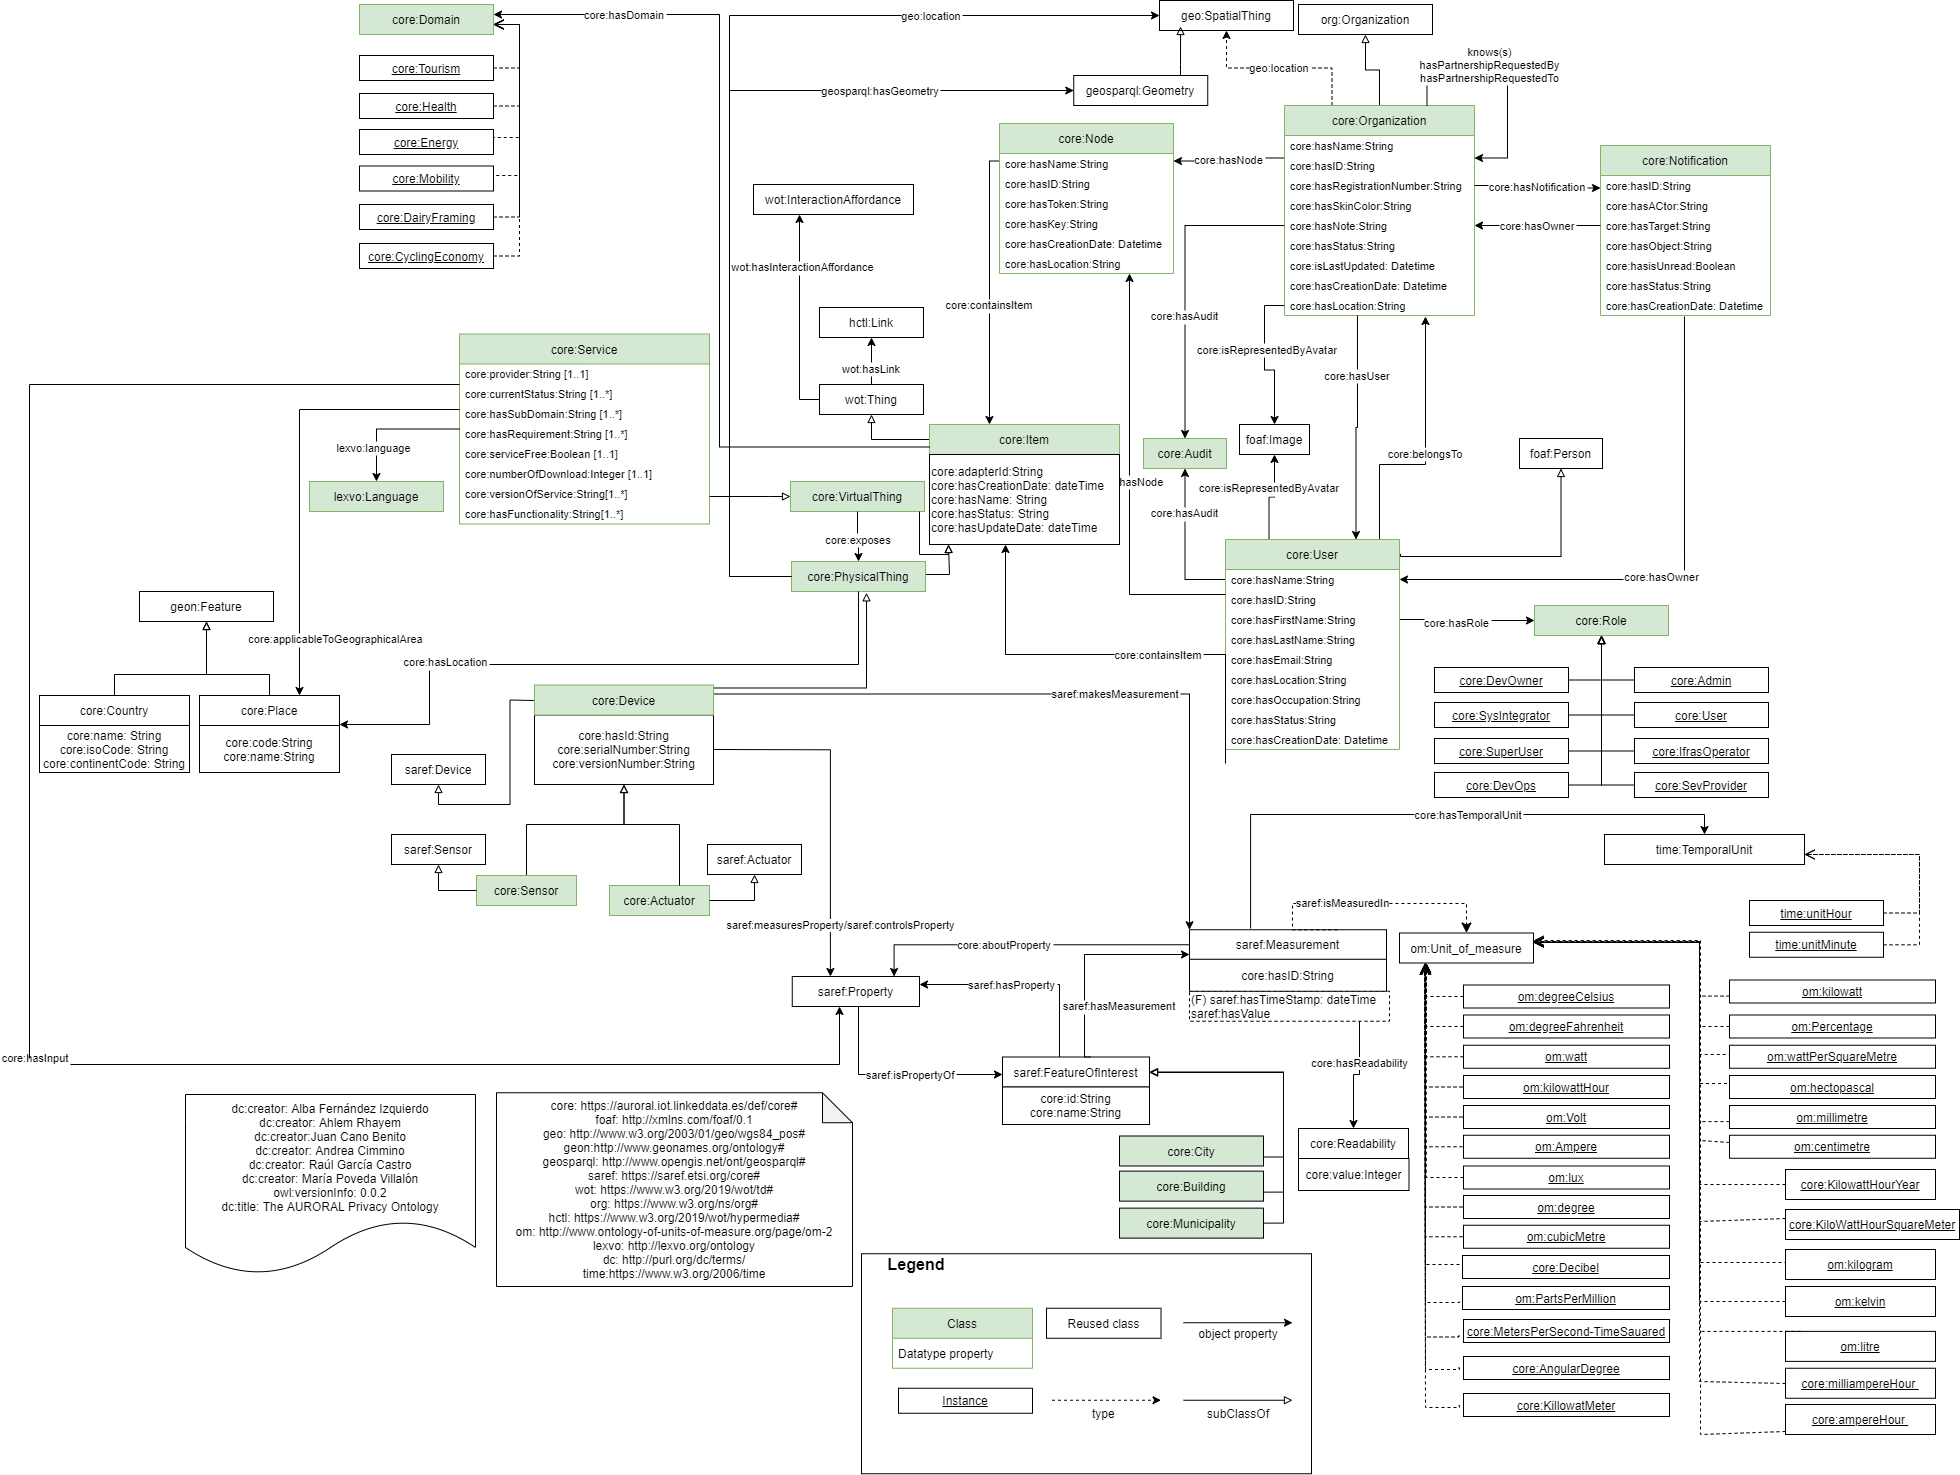 core:Domain
core:hasDomain
core:Tourism
core:Health
core:Energy
core:Mobility
core:DairyFraming
core:CyclingEconomy
geo:location
geo:SpatialThing
org:Organization
geo:location
geosparql:hasGeometry
geosparql:Geometry
knows(s)
hasPartnershipRequestedBy
hasPartnershipRequestedTo
core:Node
core:hasName:String
core:hasID:String
core:hasToken:String
core:hasKey:String
core:hasCreationDate: Datetime
core:hasLocation:String
core:hasNode
core:Organization
core:hasName:String
core:hasID:String
core:hasRegistrationNumber:String
core:hasSkinColor:String
core:hasNote:String
core:hasStatus:String
core:isLastUpdated: Datetime
core:hasCreationDate: Datetime
core:hasLocation:String
core:hasNotification
core:hasOwner
core:Notification
core:hasID:String
core:hasACtor:String
core:hasTarget:String
core:hasObject:String
core:hasisUnread:Boolean
core:hasStatus:String
core:hasCreationDate: Datetime
wot:InteractionAffordance
wot:hasInteractionAffordance
hctl:Link
wot:hasLink
wot:Thing
core:containsItem
core:hasAudit
core:isRepresentedByAvatar
core:hasUser
core:Service
core:provider:String [1..1]
core:currentStatus:String [1..*]
core:hasSubDomain:String [1..*]
core:hasRequirement:String [1..*]
core:serviceFree:Boolean [1..1]
core:numberOfDownload:Integer [1..1]
core:versionOfService:String[1..*]
core:hasFunctionality:String[1..*]
lexvo:language
lexvo:Language
core:Item
core:adapterId:String
core:hasCreationDate: dateTime
core:hasName: String
core:hasStatus: String
core:hasUpdateDate: dateTime
core:VirtualThing
core:exposes
core:PhysicalThing
hasNode
core:Audit
foaf:Image
core:isRepresentedByAvatar
core:hasAudit
core:belongsTo
foaf:Person
core:User
core:hasName:String
core:hasID:String
core:hasFirstName:String
core:hasLastName:String
core:hasEmail:String
core:hasLocation:String
core:hasOccupation:String
core:hasStatus:String
core:hasCreationDate: Datetime
core:hasOwner
core:hasRole
core:Role
core:containsItem
core:DevOwner
core:Admin
core:SysIntegrator
core:User
core:SuperUser
core:IfrasOperator
core:DevOps
core:SevProvider
geon:Feature
core:applicableToGeographicalArea
core:hasLocation
core:Country
core:name: String
core:isoCode: String
core:continentCode: String
core:Place
core:code:String
core:name:String
core:Device
core:hasId:String
core:serialNumber:String
core:versionNumber:String
saref:makesMeasurement
saref:Device
saref:Sensor
core:Sensor
saref:Actuator
core:Actuator
saref:measuresProperty/saref:controlsProperty
core:hasTemporalUnit
time:TemporalUnit
time:unitHour
time:unitMinute
saref:isMeasuredIn
core:aboutProperty
saref:Measurement
core:hasID:String
(F) saref:hasTimeStamp: dateTime
saref:hasValue
om:Unit_of_measure
saref:Property
saref:hasProperty
saref:hasMeasurement
core:hasReadability
core:hasInput
saref:isPropertyOf
saref:FeatureOfInterest
core:id:String
core:name:String
core:Readability
core:value:Integer
core:City
core:Building
core:Municipality
om:degreeCelsius
om:degreeFahrenheit
om:watt
om:kilowattHour
om:Volt
om:Ampere
om:lux
om:degree
om:cubicMetre
core:Decibel
om:PartsPerMillion
core:MetersPerSecond-TimeSauared
core:AngularDegree
core:KillowatMeter
om:kilowatt
om:Percentage
om:wattPerSquareMetre
om:hectopascal
om:millimetre
om:centimetre
core:KilowattHourYear
core:KiloWattHourSquareMeter
om:kilogram
om:kelvin
om:litre
core:milliampereHour
core:ampereHour
dc:creator: Alba Fernández Izquierdo
dc:creator: Ahlem Rhayem
dc:creator:Juan Cano Benito
dc:creator: Andrea Cimmino
dc:creator: Raúl García Castro
dc:creator: María Poveda Villalón
owl:versionInfo: 0.0.2
dc:title: The AURORAL Privacy Ontology
core: https://auroral.iot.linkeddata.es/def/core#
foaf: http://xmlns.com/foaf/0.1
geo: http://www.w3.org/2003/01/geo/wgs84_pos#
geon:http://www.geonames.org/ontology#
geosparql: http://www.opengis.net/ont/geosparql#
saref: https://saref.etsi.org/core#
wot: https://www.w3.org/2019/wot/td#
org: https://www.w3.org/ns/org#
hctl: https://www.w3.org/2019/wot/hypermedia#
om: http://www.ontology-of-units-of-measure.org/page/om-2
lexvo: http://lexvo.org/ontology
dc: http://purl.org/dc/terms/
time:https://www.w3.org/2006/time
Legend
Class
Datatype property
Reused class
object property
Instance
type
subClassOf